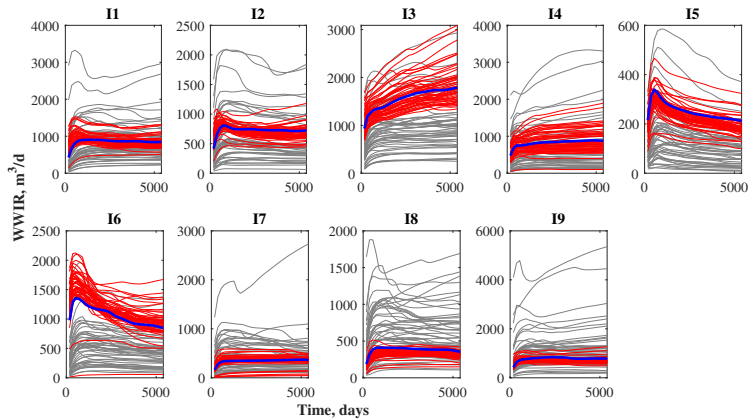 I1 I2 I3 I4 I5
4000 2500 3000 4000 600
3000 2000 2000 3000 400
2000 1500 1000 2000 200
1000 1000 0 1000 0
0 500 0
0
0 5000 0 5000 0 5000 0 5000 0 5000
WWIR, m³/d
I6 I7 I8 I9
2500 3000 2000 6000
2000 2000 1500 4000
1500 1000 1000 2000
1000 0 500 0
500 0
0
0 5000 0 5000 0 5000 0 5000
Time, days